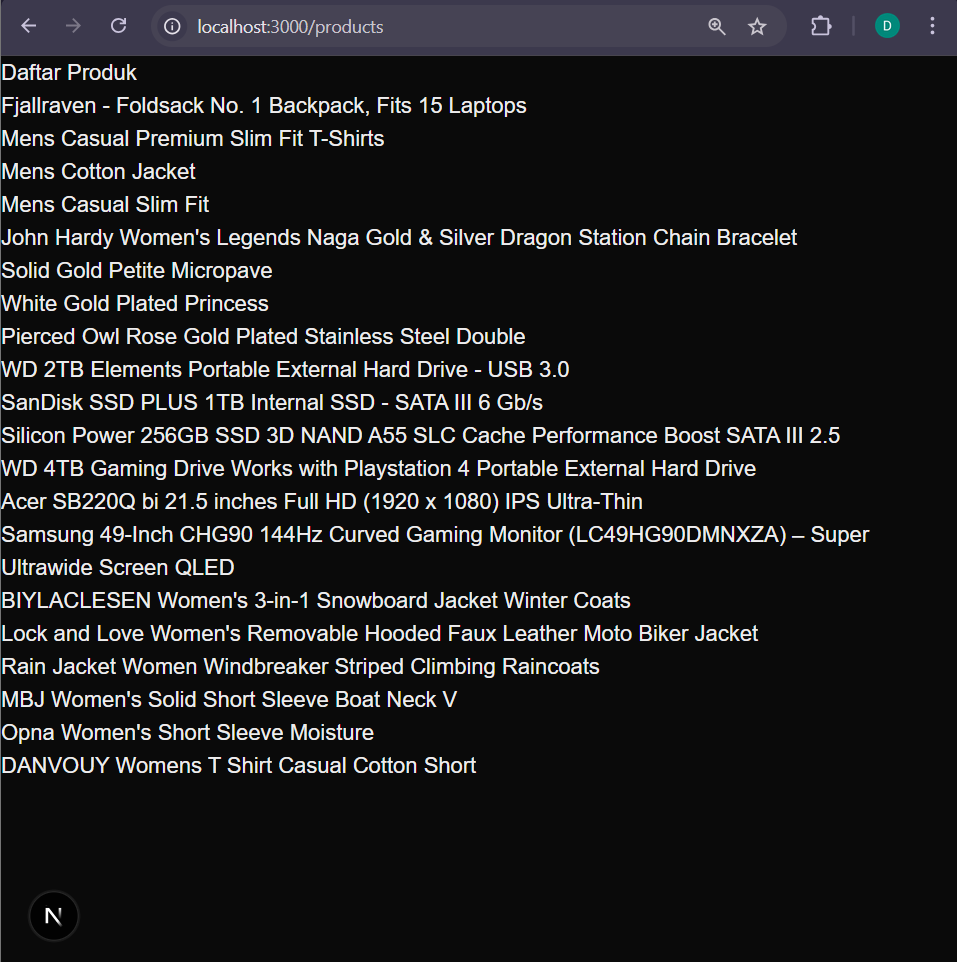 localhost:3000/products
D
Daftar Produk
Fjallraven - Foldsack No. 1 Backpack, Fits 15 Laptops
Mens Casual Premium Slim Fit T-Shirts
Mens Cotton Jacket
Mens Casual Slim Fit
John Hardy Women's Legends Naga Gold & Silver Dragon Station Chain Bracelet
Solid Gold Petite Micropave
White Gold Plated Princess
Pierced Owl Rose Gold Plated Stainless Steel Double
WD 2TB Elements Portable External Hard Drive - USB 3.0
SanDisk SSD PLUS 1TB Internal SSD - SATA III 6 Gb/s
Silicon Power 256GB SSD 3D NAND A55 SLC Cache Performance Boost SATA III 2.5
WD 4TB Gaming Drive Works with Playstation 4 Portable External Hard Drive
Acer SB220Q bi 21.5 inches Full HD (1920 x 1080) IPS Ultra-Thin
Samsung 49-Inch CHG90 144Hz Curved Gaming Monitor (LC49HG90DMNXZA) – Super
Ultrawide Screen QLED
BIYLACLESEN Women's 3-in-1 Snowboard Jacket Winter Coats
Lock and Love Women's Removable Hooded Faux Leather Moto Biker Jacket
Rain Jacket Women Windbreaker Striped Climbing Raincoats
MBJ Women's Solid Short Sleeve Boat Neck V
Opna Women's Short Sleeve Moisture
DANVOUY Womens T Shirt Casual Cotton Short
N